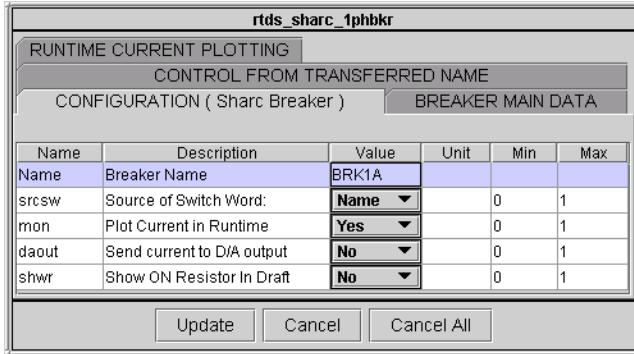 rtds_sharc_1phbkr
RUNTIME CURRENT PLOTTING
CONTROL FROM TRANSFERRED NAME
CONFIGURATION ( Sharc Breaker ) BREAKER MAIN DATA
Name Description Value Unit Min Max
Name Breaker Name BRK1A
srcsw Source of Switch Word: Name 0 1
mon Plot Current in Runtime Yes 0 1
daout Send current to D/A output No 0 1
shwr Show ON Resistor In Draft No 0 1
Update Cancel Cancel All